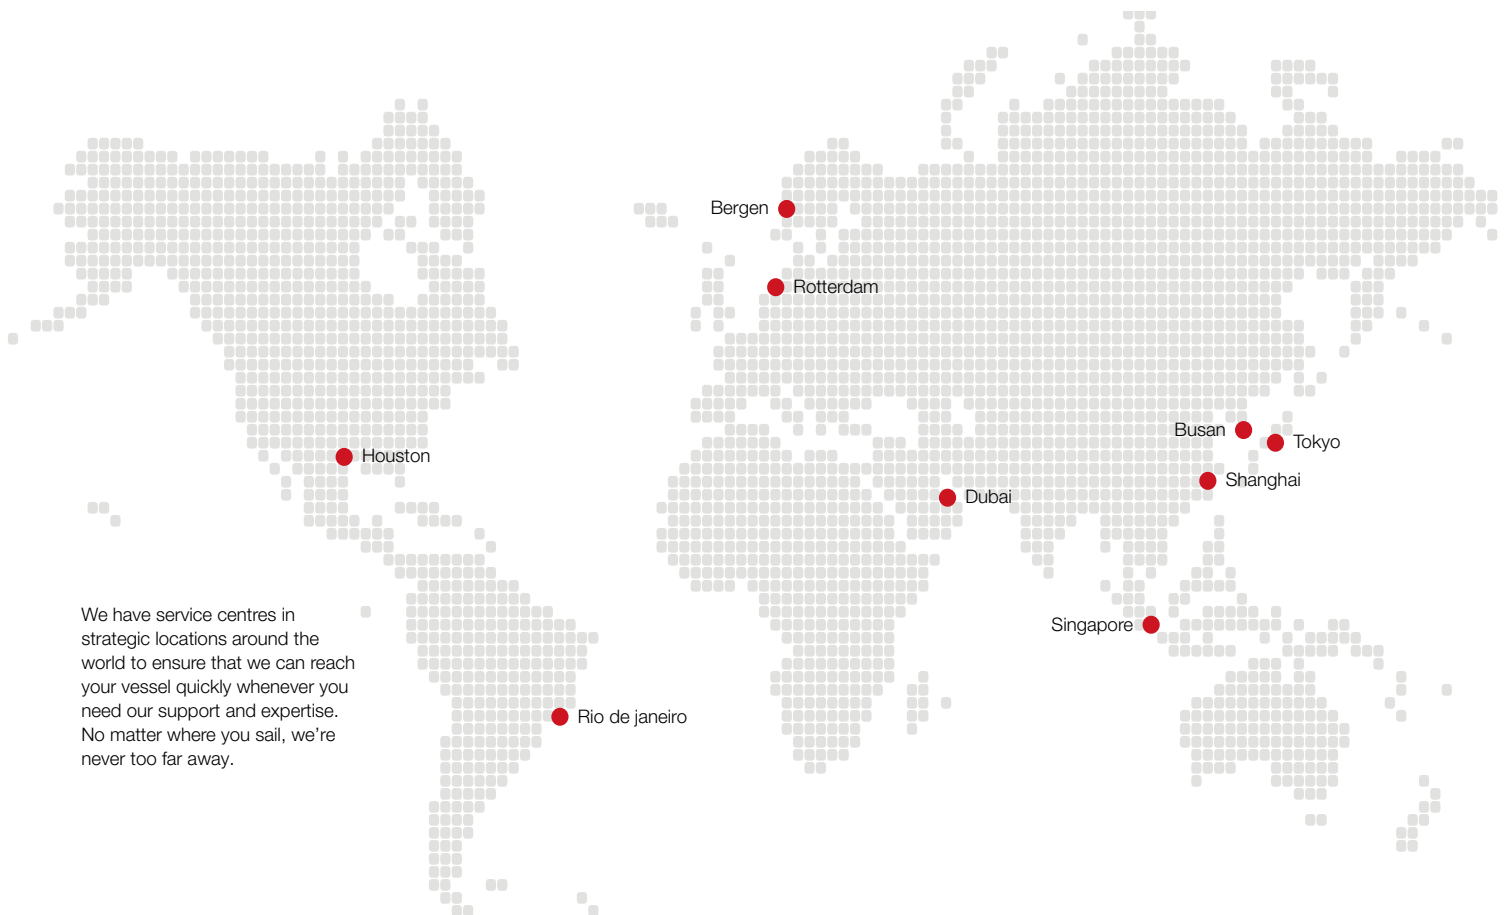 Bergen
Rotterdam
Busan
Tokyo
Houston
Shanghai
Dubai
We have service centres in
strategic locations around the
world to ensure that we can reach
your vessel quickly whenever you
need our support and expertise.
No matter where you sail, we’re
never too far away.
Singapore
Rio de janeiro